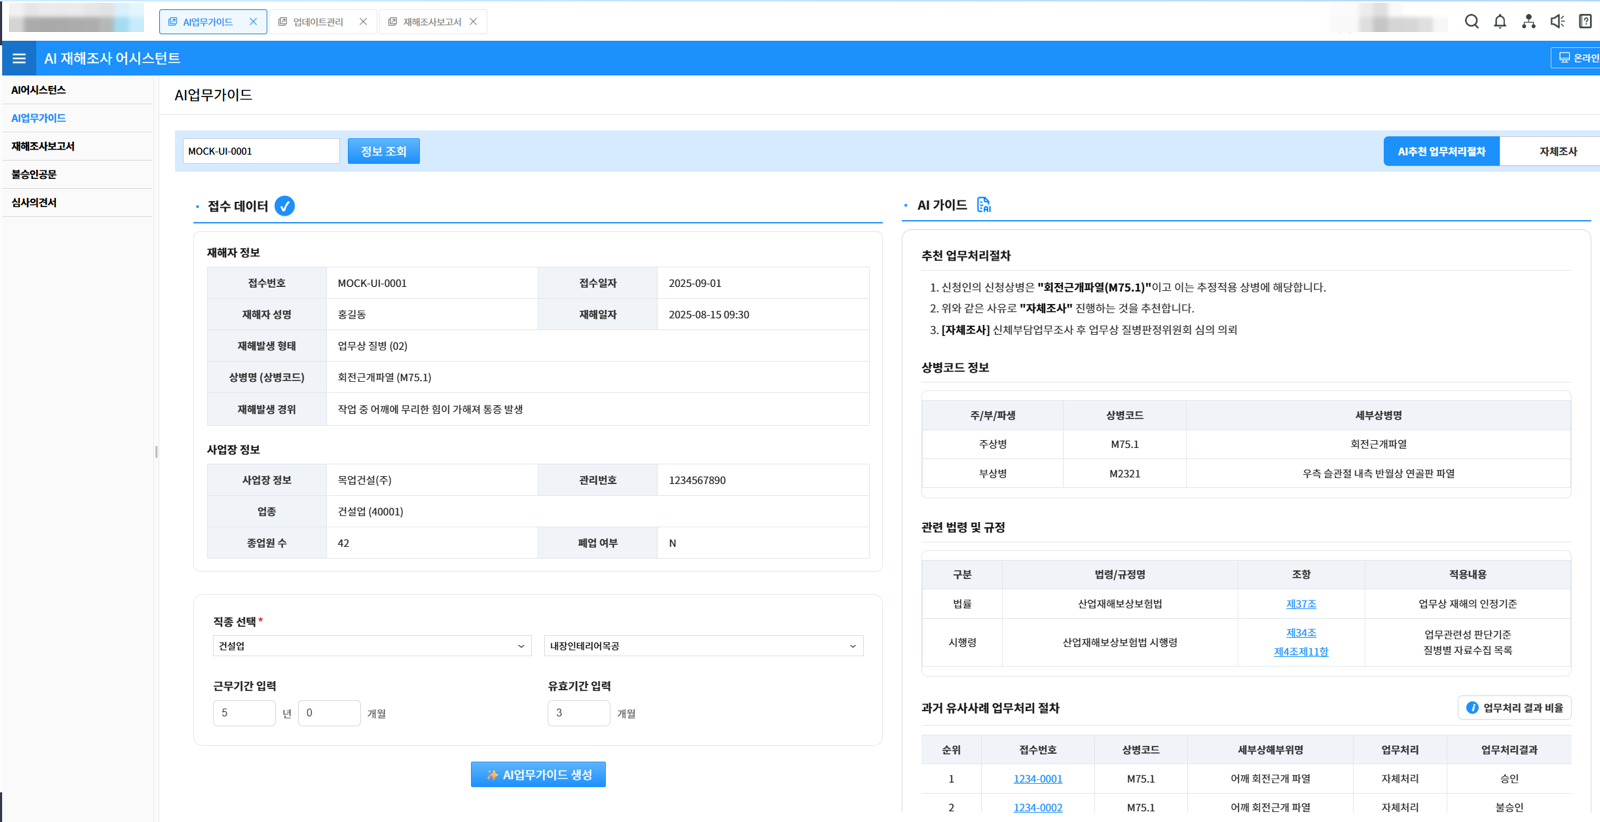 AI업무가이드 업데이트관리 재해조사보고서
AI 재해조사 어시스턴트 온라인
AI어시스턴스
AI업무가이드
재해조사보고서
불승인공문
심사의견서
AI업무가이드
MOCK-UI-0001 정보 조회 AI추천 업무처리절차 자체조사
접수 데이터
재해자 정보
접수번호 MOCK-UI-0001 접수일자 2025-09-01
재해자 성명 홍길동 재해일자 2025-08-15 09:30
재해발생 형태 업무상 질병 (02)
상병명 (상병코드) 회전근개파열 (M75.1)
재해발생 경위 작업 중 어깨에 무리한 힘이 가해져 통증 발생
사업장 정보
사업장 정보 목업건설(주) 관리번호 1234567890
업종 건설업 (40001)
종업원 수 42 폐업 여부 N
직종 선택*
건설업 내장인테리어목공
근무기간 입력 유효기간 입력
5 년 0 개월 3 개월
AI업무가이드 생성
AI 가이드 AI
추천 업무처리절차
1. 신청인의 신청상병은 "회전근개파열(M75.1)"이고 이는 추정적용 상병에 해당합니다.
2. 위와 같은 사유로 "자체조사" 진행하는 것을 추천합니다.
3. [자체조사] 신체부담업무조사 후 업무상 질병판정위원회 심의 의뢰
상병코드 정보
주/부/파생 상병코드 세부상병명
주상병 M75.1 회전근개파열
부상병 M2321 우측 슬관절 내측 반월상 연골판 파열
관련 법령 및 규정
구분 법령/규정명 조항 적용내용
법률 산업재해보상보험법 제37조 업무상 재해의 인정기준
시행령 산업재해보상보험법 시행령 제34조 업무관련성 판단기준
제4조제11항 질병별 자료수집 목록
과거 유사사례 업무처리 절차 업무처리 결과 비율
순위 접수번호 상병코드 세부상해부위명 업무처리 업무처리결과
1 1234-0001 M75.1 어깨 회전근개 파열 자체처리 승인
2 1234-0002 M75.1 어깨 회전근개 파열 자체처리 불승인